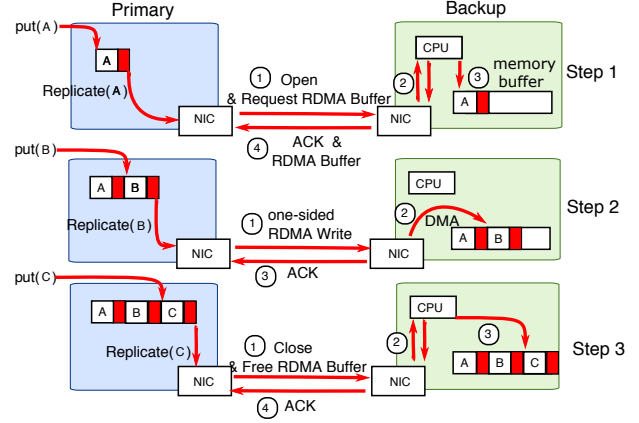 Primary
Backup
put(A)
A
Replicate(A)
NIC
1 Open
& Request RDMA Buffer
4 ACK &
RDMA Buffer
NIC
CPU
2
3 memory
buffer
A
Step 1
put(B)
A B
Replicate(B)
NIC
1 one-sided
RDMA Write
3 ACK
NIC
CPU
2 DMA
A B
Step 2
put(C)
A B C
Replicate(C)
NIC
1 Close
& Free RDMA Buffer
4 ACK
NIC
CPU
2
3
A B C
Step 3